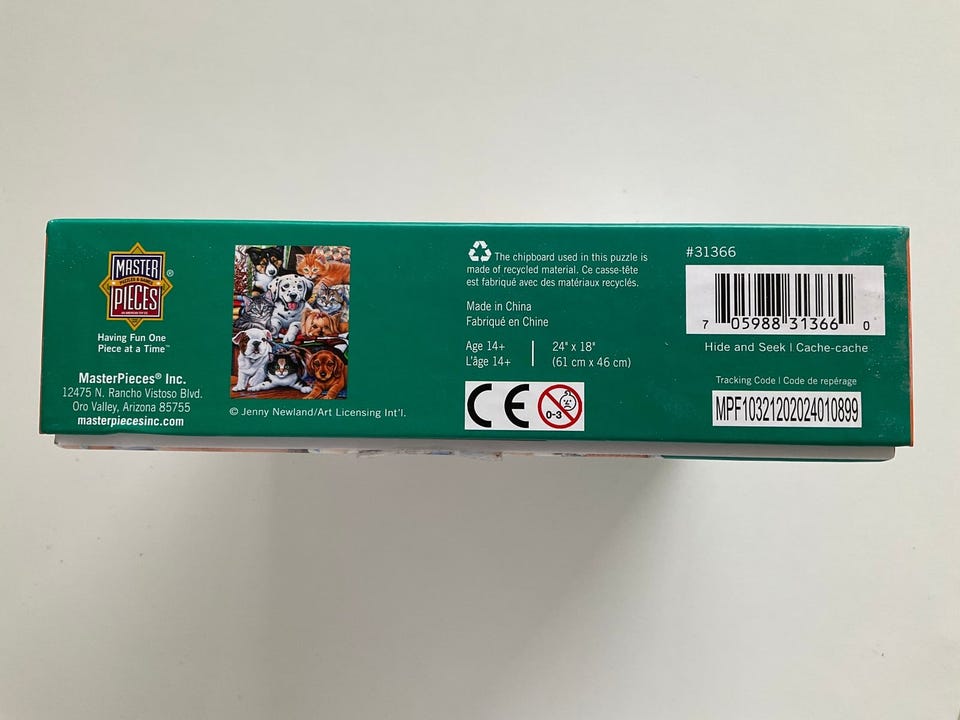 MASTER
PIECES
®
Having Fun One
Piece at a Time™
MasterPieces® Inc.
12475 N. Rancho Vistoso Blvd.
Oro Valley, Arizona 85755
masterpiecesinc.com
© Jenny Newland/Art Licensing Int'l.
The chipboard used in this puzzle is
made of recycled material. Ce casse-tête
est fabriqué avec des matériaux recyclés.
Made in China
Fabriqué en Chine
Age 14+
L'âge 14+
24" x 18"
(61 cm x 46 cm)
CE
0-3
#31366
7 05988 31366 0
Hide and Seek | Cache-cache
Tracking Code | Code de repérage
MPF10321202024010899